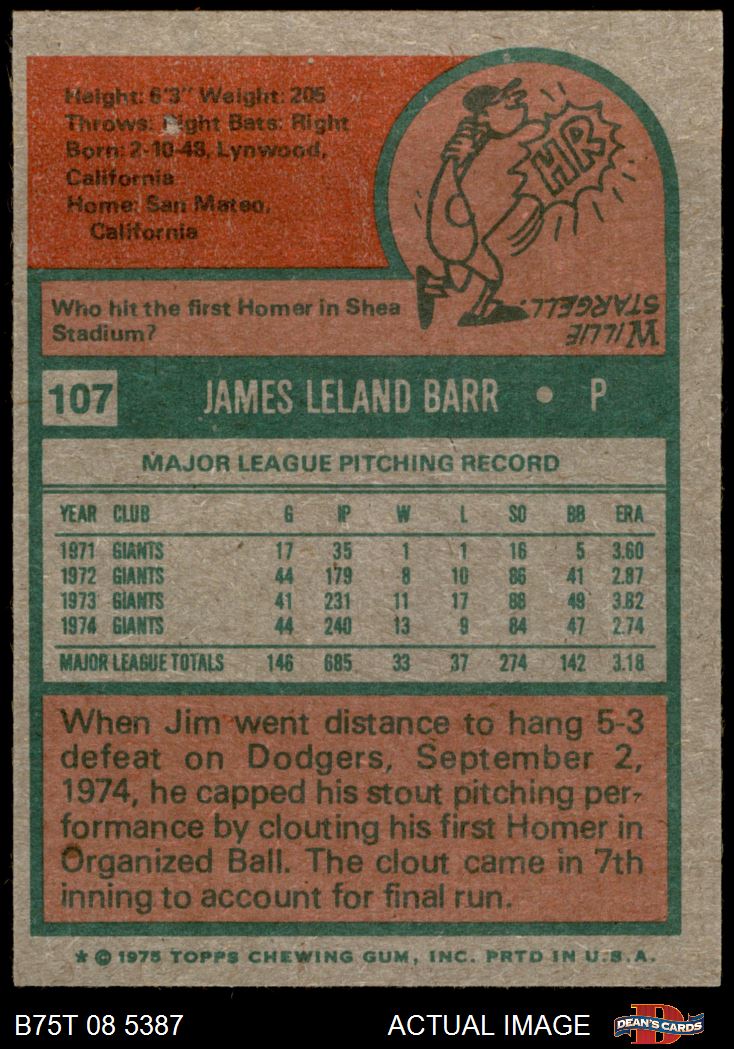 Height: 6'3" Weight: 205
Throws: Right Bats: Right
Born: 2-10-48, Lynwood,
California
Home: San Mateo,
California
HR
WILLIE
STARGELL.
Who hit the first Homer in Shea
Stadium?
107 JAMES LELAND BARR • P
MAJOR LEAGUE PITCHING RECORD
YEAR CLUB G IP W L SO BB ERA
1971 GIANTS 17 35 1 1 16 5 3.60
1972 GIANTS 44 179 8 10 86 41 2.87
1973 GIANTS 41 231 11 17 88 49 3.82
1974 GIANTS 44 240 13 9 84 47 2.74
MAJOR LEAGUE TOTALS 146 685 33 37 274 142 3.18
When Jim went distance to hang 5-3
defeat on Dodgers, September 2,
1974, he capped his stout pitching per-
formance by clouting his first Homer in
Organized Ball. The clout came in 7th
inning to account for final run.
* © 1975 TOPPS CHEWING GUM, INC. PRTD IN U.S.A.
B75T 08 5387 ACTUAL IMAGE D DEAN'S CARDS